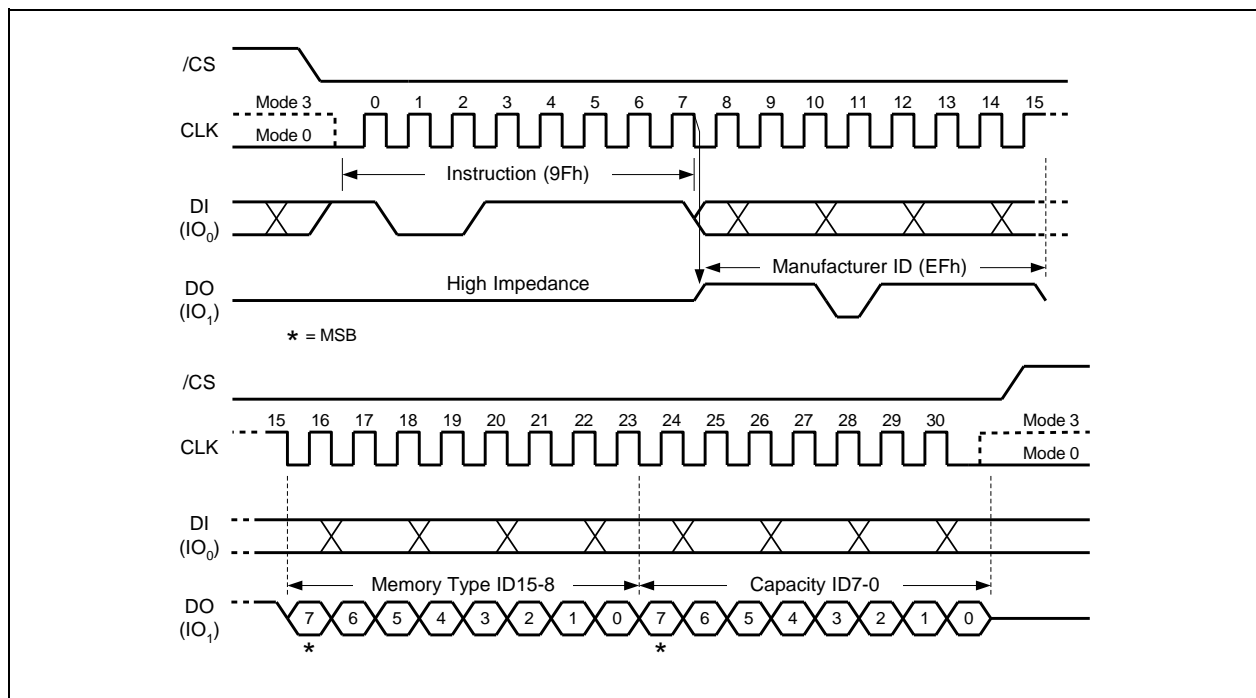 /CS
Mode 3 0 1 2 3 4 5 6 7 8 9 10 11 12 13 14 15
CLK
Mode 0
Instruction (9Fh)
DI
(IO0)
Manufacturer ID (EFh)
High Impedance
DO
(IO1)
* = MSB
/CS
15 16 17 18 19 20 21 22 23 24 25 26 27 28 29 30 Mode 3
CLK
Mode 0
DI
(IO0)
Memory Type ID15-8 Capacity ID7-0
DO
(IO1)
7 6 5 4 3 2 1 0 7 6 5 4 3 2 1 0
* *